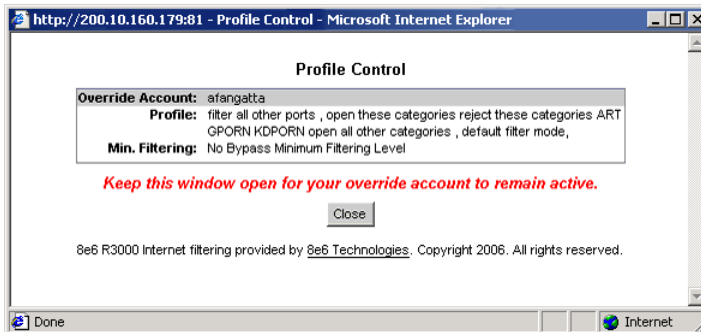 http://200.10.160.179:81 - Profile Control - Microsoft Internet Explorer
Profile Control
Override Account: afangatta
Profile: filter all other ports , open these categories reject these categories ART
GPORN KDPORN open all other categories , default filter mode,
Min. Filtering: No Bypass Minimum Filtering Level
Keep this window open for your override account to remain active.
Close
8e6 R3000 Internet filtering provided by 8e6 Technologies. Copyright 2006. All rights reserved.
Done
Internet